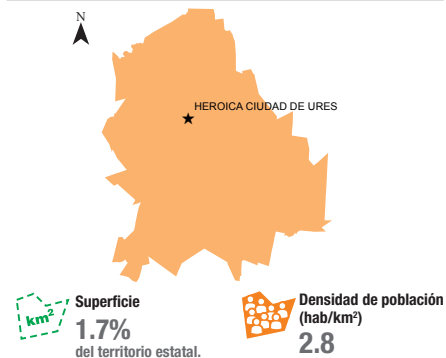 N
HEROICA CIUDAD DE URES
km²
Superficie
1.7%
del territorio estatal.
Densidad de población
(hab/km²)
2.8